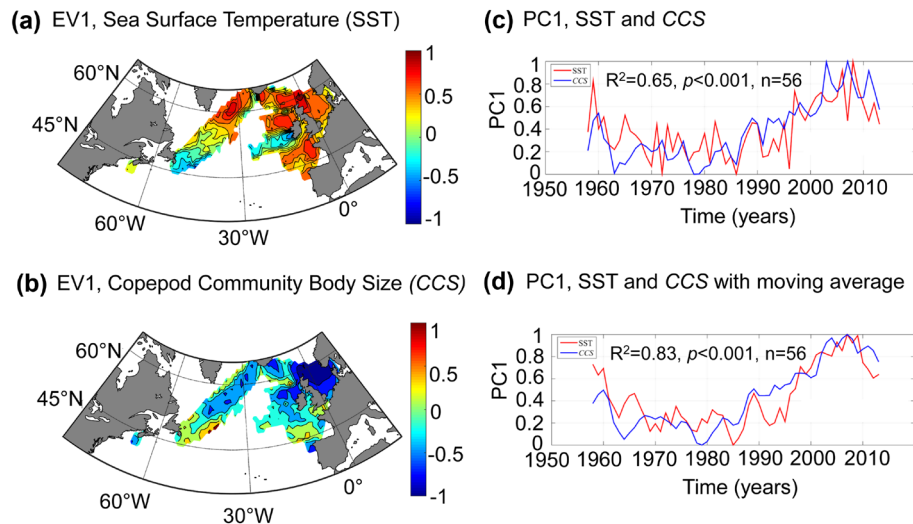 (a) EV1, Sea Surface Temperature (SST)
60°N
45°N
60°W
30°W
0°
1
0.5
0
-0.5
-1
(c) PC1, SST and CCS
PC1
1
0.8
0.6
0.4
0.2
0
SST
CCS
R²=0.65, p<0.001, n=56
1950 1960 1970 1980 1990 2000 2010
Time (years)
(b) EV1, Copepod Community Body Size (CCS)
60°N
45°N
60°W
30°W
0°
1
0.5
0
-0.5
-1
(d) PC1, SST and CCS with moving average
PC1
1
0.8
0.6
0.4
0.2
0
SST
CCS
R²=0.83, p<0.001, n=56
1950 1960 1970 1980 1990 2000 2010
Time (years)